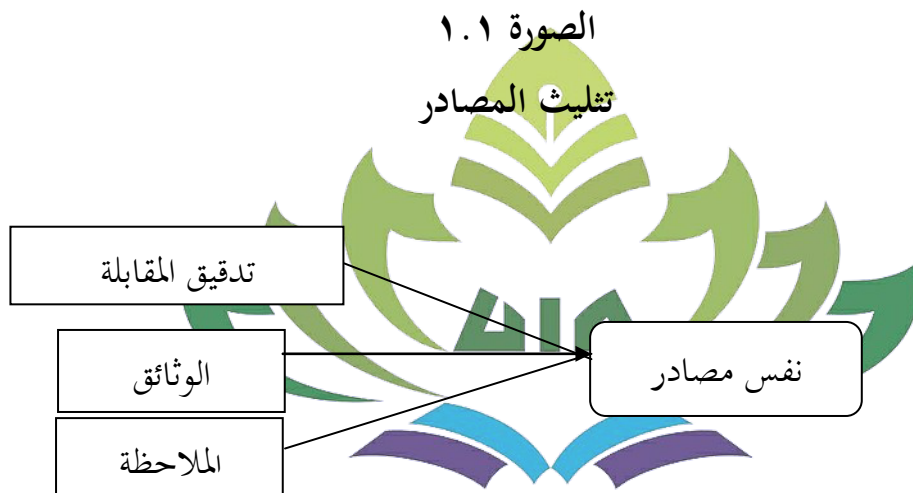 الصورة ١.١
تثليث المصادر
تدقيق المقابلة
الوثائق
نفس مصادر
الملاحظة